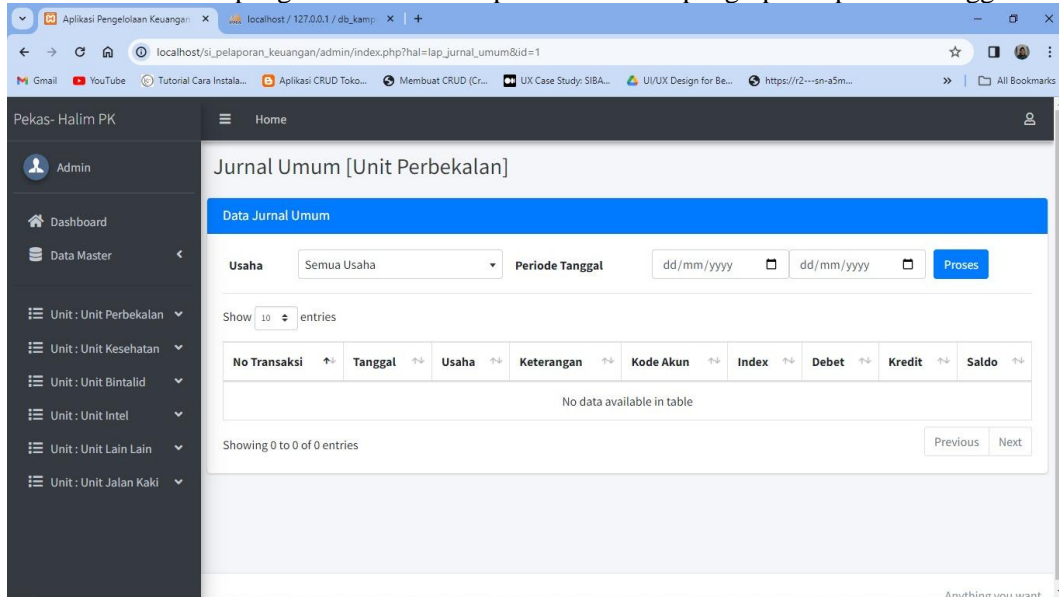 Aplikasi Pengelolaan Keuangan
localhost / 127.0.0.1 / db_kamp
localhost/si_pelaporan_keuangan/admin/index.php?hal=lap_jurnal_umum&id=1
Gmail YouTube Tutorial Cara Instala... Aplikasi CRUD Toko... Membuat CRUD (Cr... UX Case Study: SIBA... UI/UX Design for Be... https://r2---sn-a5m... » All Bookmarks
Pekas- Halim PK
Home
Admin
Dashboard
Data Master
Unit : Unit Perbekalan
Unit : Unit Kesehatan
Unit : Unit Bintalid
Unit : Unit Intel
Unit : Unit Lain Lain
Unit : Unit Jalan Kaki
Jurnal Umum [Unit Perbekalan]
Data Jurnal Umum
Usaha Semua Usaha Periode Tanggal dd/mm/yyyy dd/mm/yyyy Proses
Show 10 entries
No Transaksi Tanggal Usaha Keterangan Kode Akun Index Debet Kredit Saldo
No data available in table
Showing 0 to 0 of 0 entries
Previous Next
Anything you want